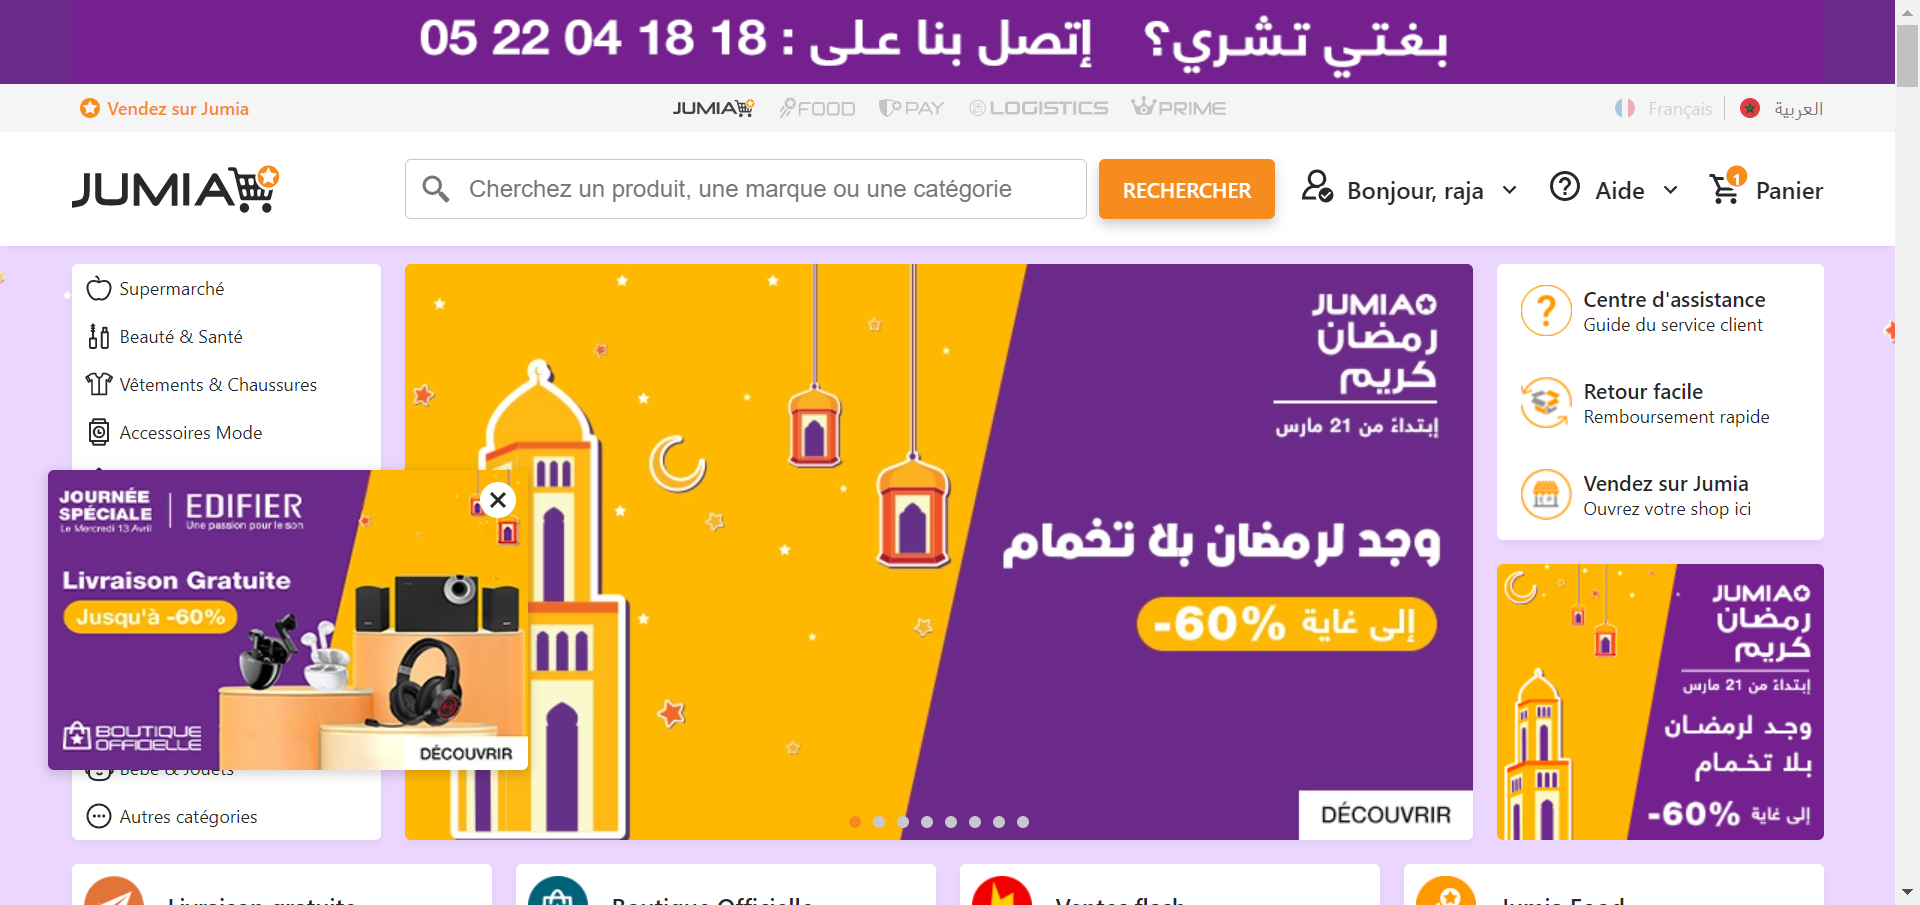 بغتي تشري؟ إتصل بنا على : 05 22 04 18 18
Vendez sur Jumia
JUMIA FOOD PAY LOGISTICS PRIME
Français العربية
JUMIA
Cherchez un produit, une marque ou une catégorie
RECHERCHER
Bonjour, raja
Aide
1
Panier
Supermarché
Beauté & Santé
Vêtements & Chaussures
Accessoires Mode
JOURNÉE SPÉCIALE
Le Mercredi 13 Avril
EDIFIER
Une passion pour le son
Livraison Gratuite
Jusqu'à -60%
BOUTIQUE OFFICIELLE
DÉCOUVRIR
Bébé & Jouets
Autres catégories
JUMIA
رمضان
كريم
إبتداءً من 21 مارس
وجد لرمضان بلا تخمام
إلى غاية 60%-
DÉCOUVRIR
Centre d'assistance
Guide du service client
Retour facile
Remboursement rapide
Vendez sur Jumia
Ouvrez votre shop ici
JUMIA
رمضان
كريم
إبتداءً من 21 مارس
وجد لرمضان
بلا تخمام
إلى غاية 60%-
Livraison gratuite
Boutique Officielle
Ventes flash
Jumia Food